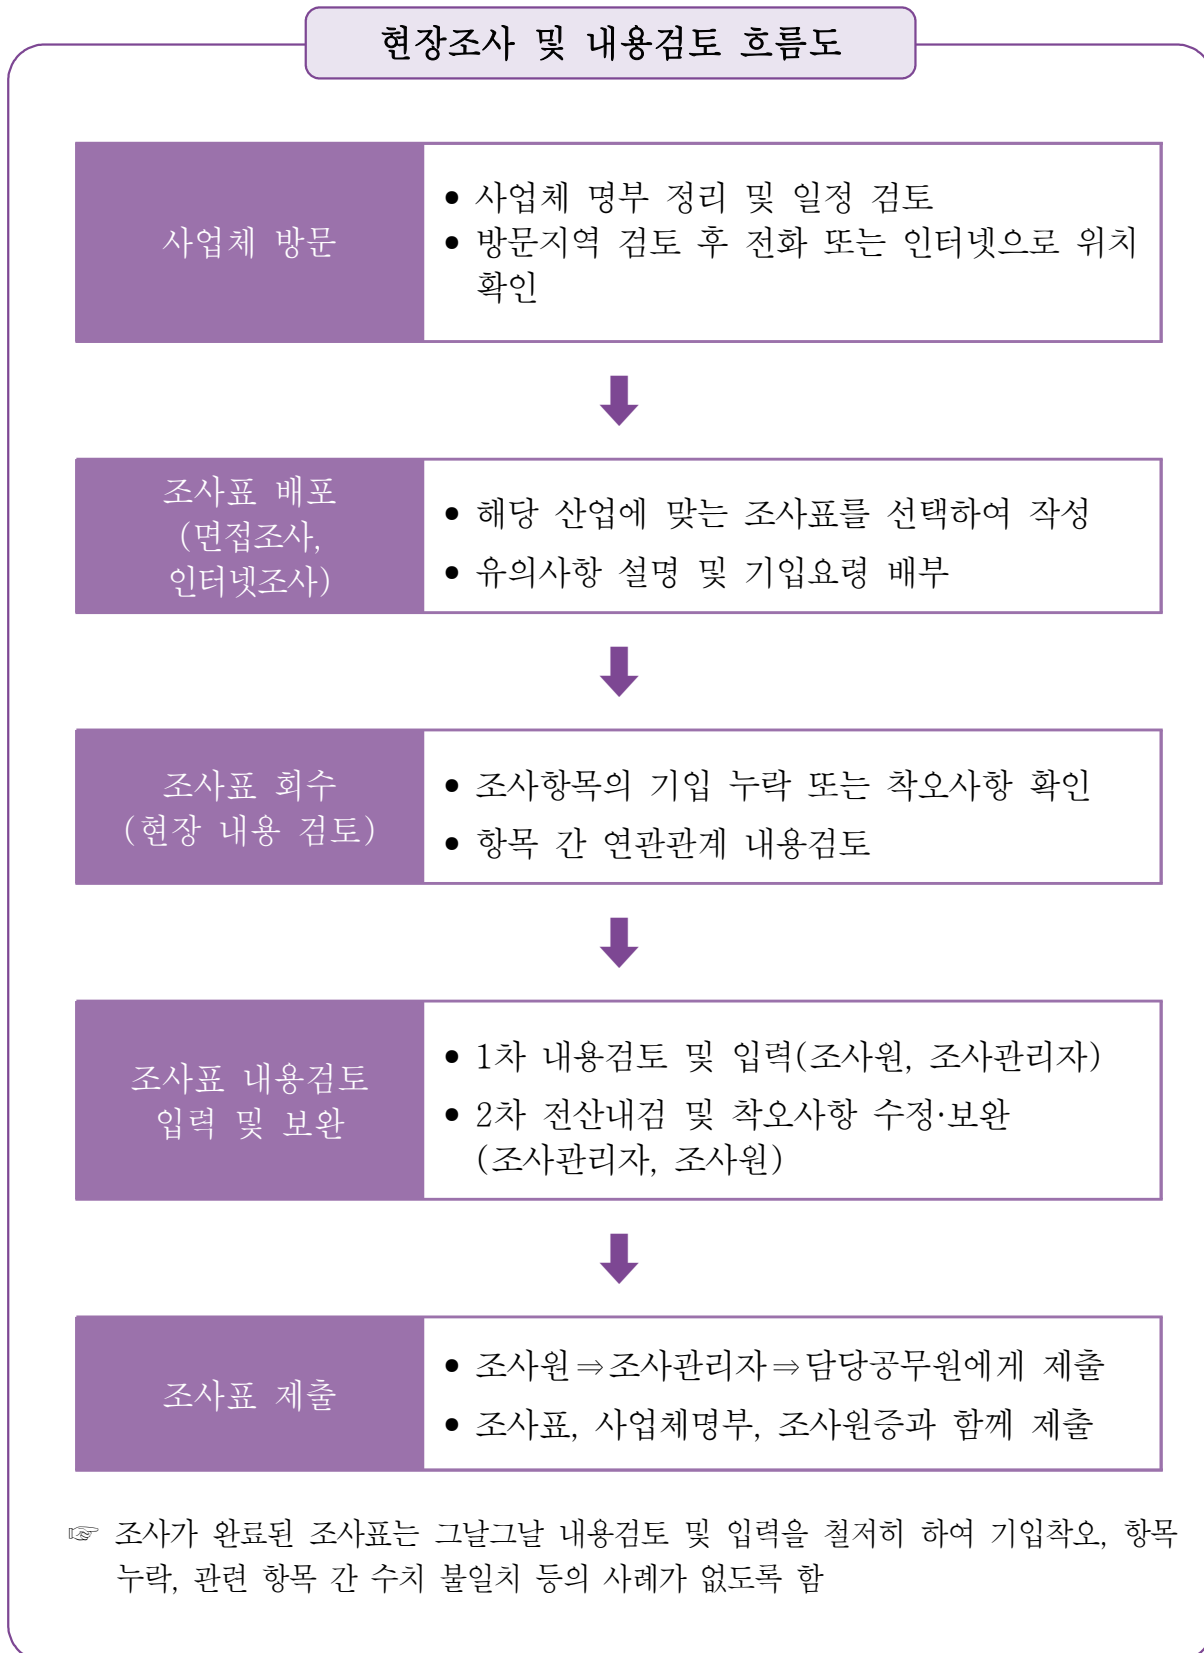 현장조사 및 내용검토 흐름도
사업체 방문
• 사업체 명부 정리 및 일정 검토
• 방문지역 검토 후 전화 또는 인터넷으로 위치
확인
조사표 배포
(면접조사,
인터넷조사)
• 해당 산업에 맞는 조사표를 선택하여 작성
• 유의사항 설명 및 기입요령 배부
조사표 회수
(현장 내용 검토)
• 조사항목의 기입 누락 또는 착오사항 확인
• 항목 간 연관관계 내용검토
조사표 내용검토
입력 및 보완
• 1차 내용검토 및 입력(조사원, 조사관리자)
• 2차 전산내검 및 착오사항 수정·보완
(조사관리자, 조사원)
조사표 제출
• 조사원⇒조사관리자⇒담당공무원에게 제출
• 조사표, 사업체명부, 조사원증과 함께 제출
☞ 조사가 완료된 조사표는 그날그날 내용검토 및 입력을 철저히 하여 기입착오, 항목
누락, 관련 항목 간 수치 불일치 등의 사례가 없도록 함